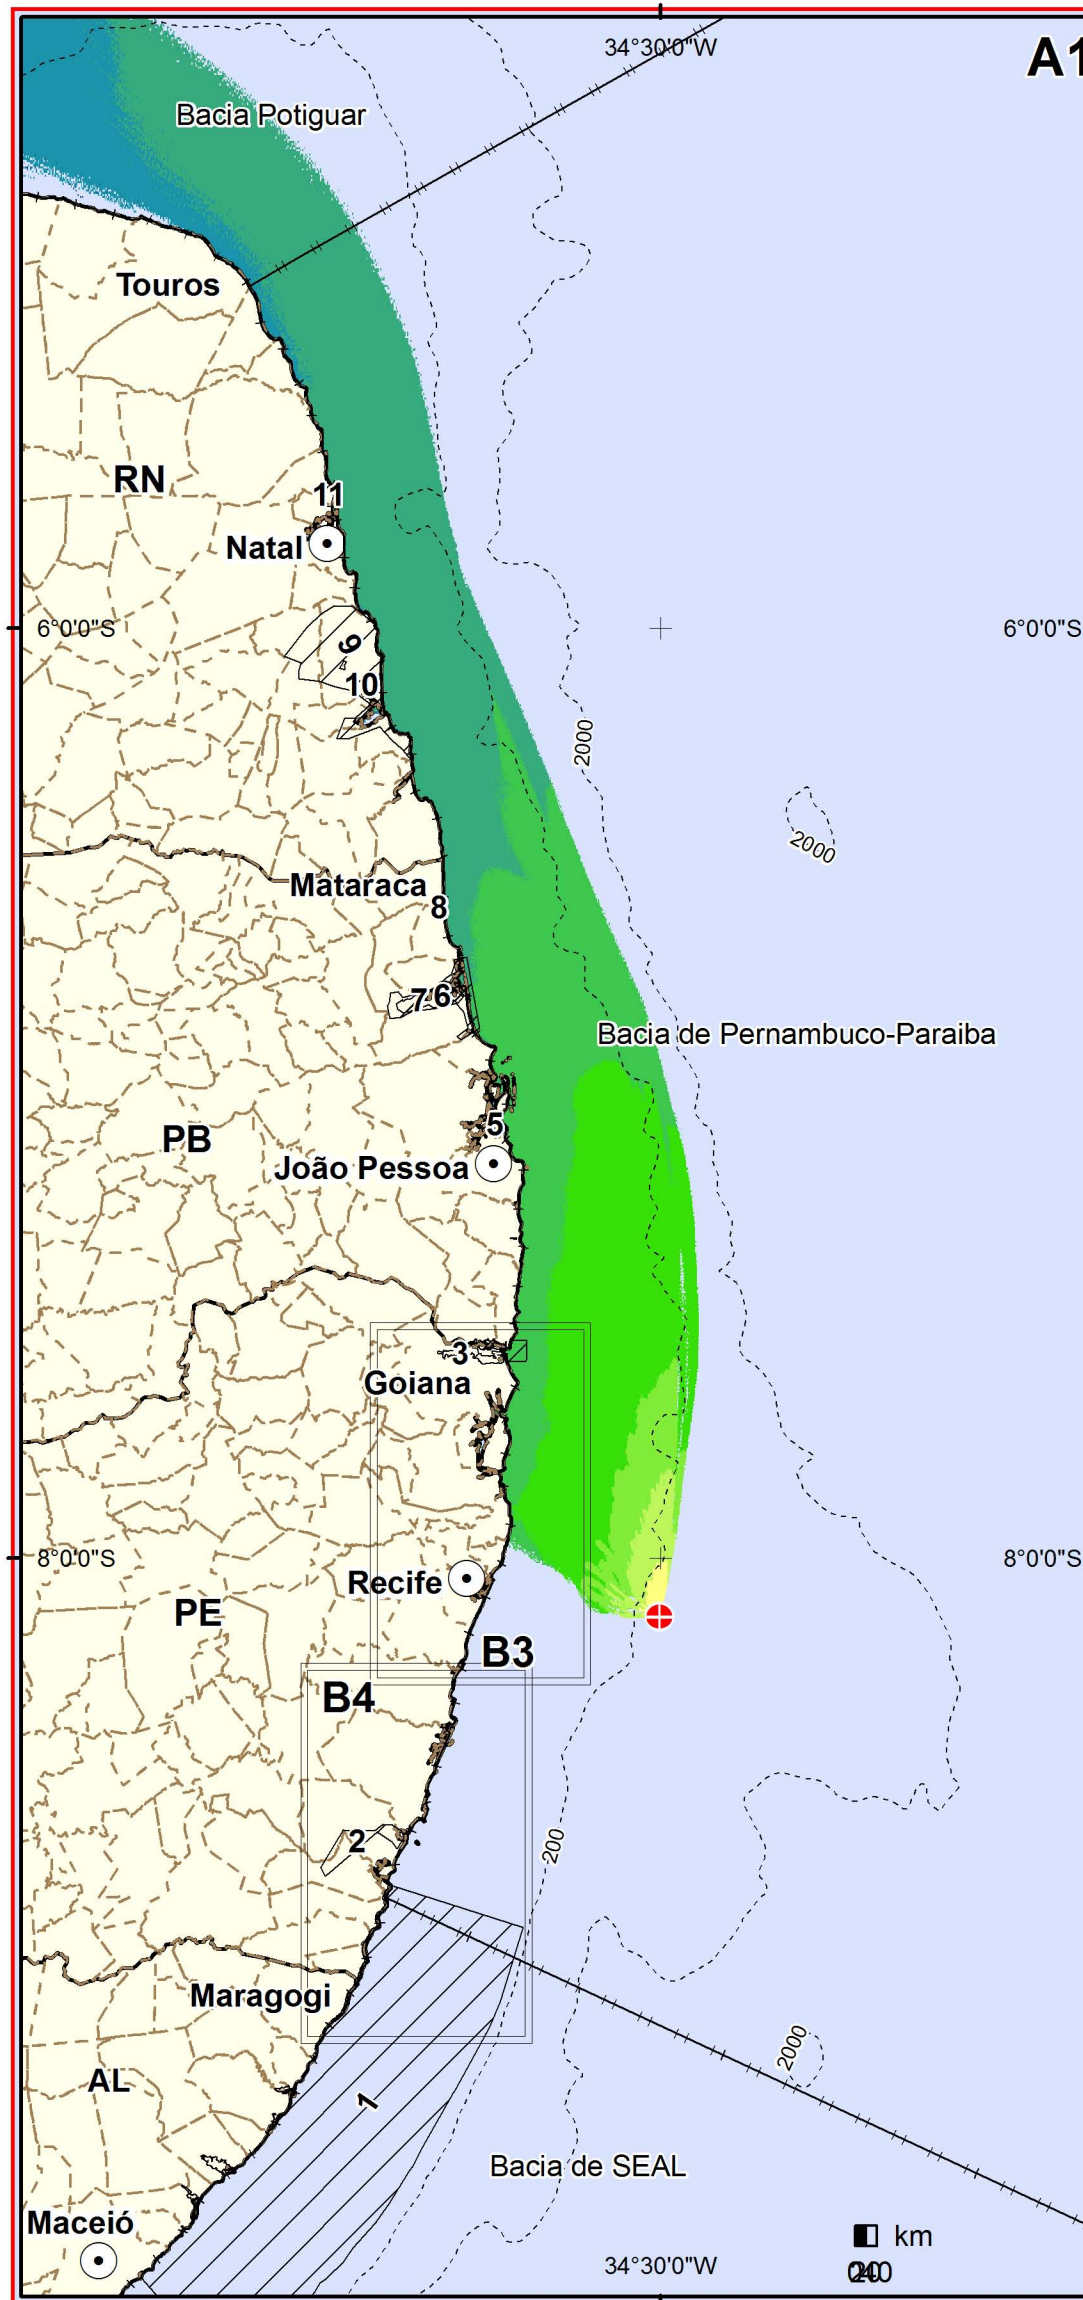 34°30'0"W
A1
Bacia Potiguar
Touros
RN
11
Natal
6°0'0"S
6°0'0"S
9
10
2000
2000
Mataraca
8
7
6
Bacia de Pernambuco-Paraiba
5
PB
João Pessoa
3
Goiana
8°0'0"S
8°0'0"S
Recife
PE
B3
B4
2
200
Maragogi
2000
AL
1
Bacia de SEAL
Maceió
km
34°30'0"W